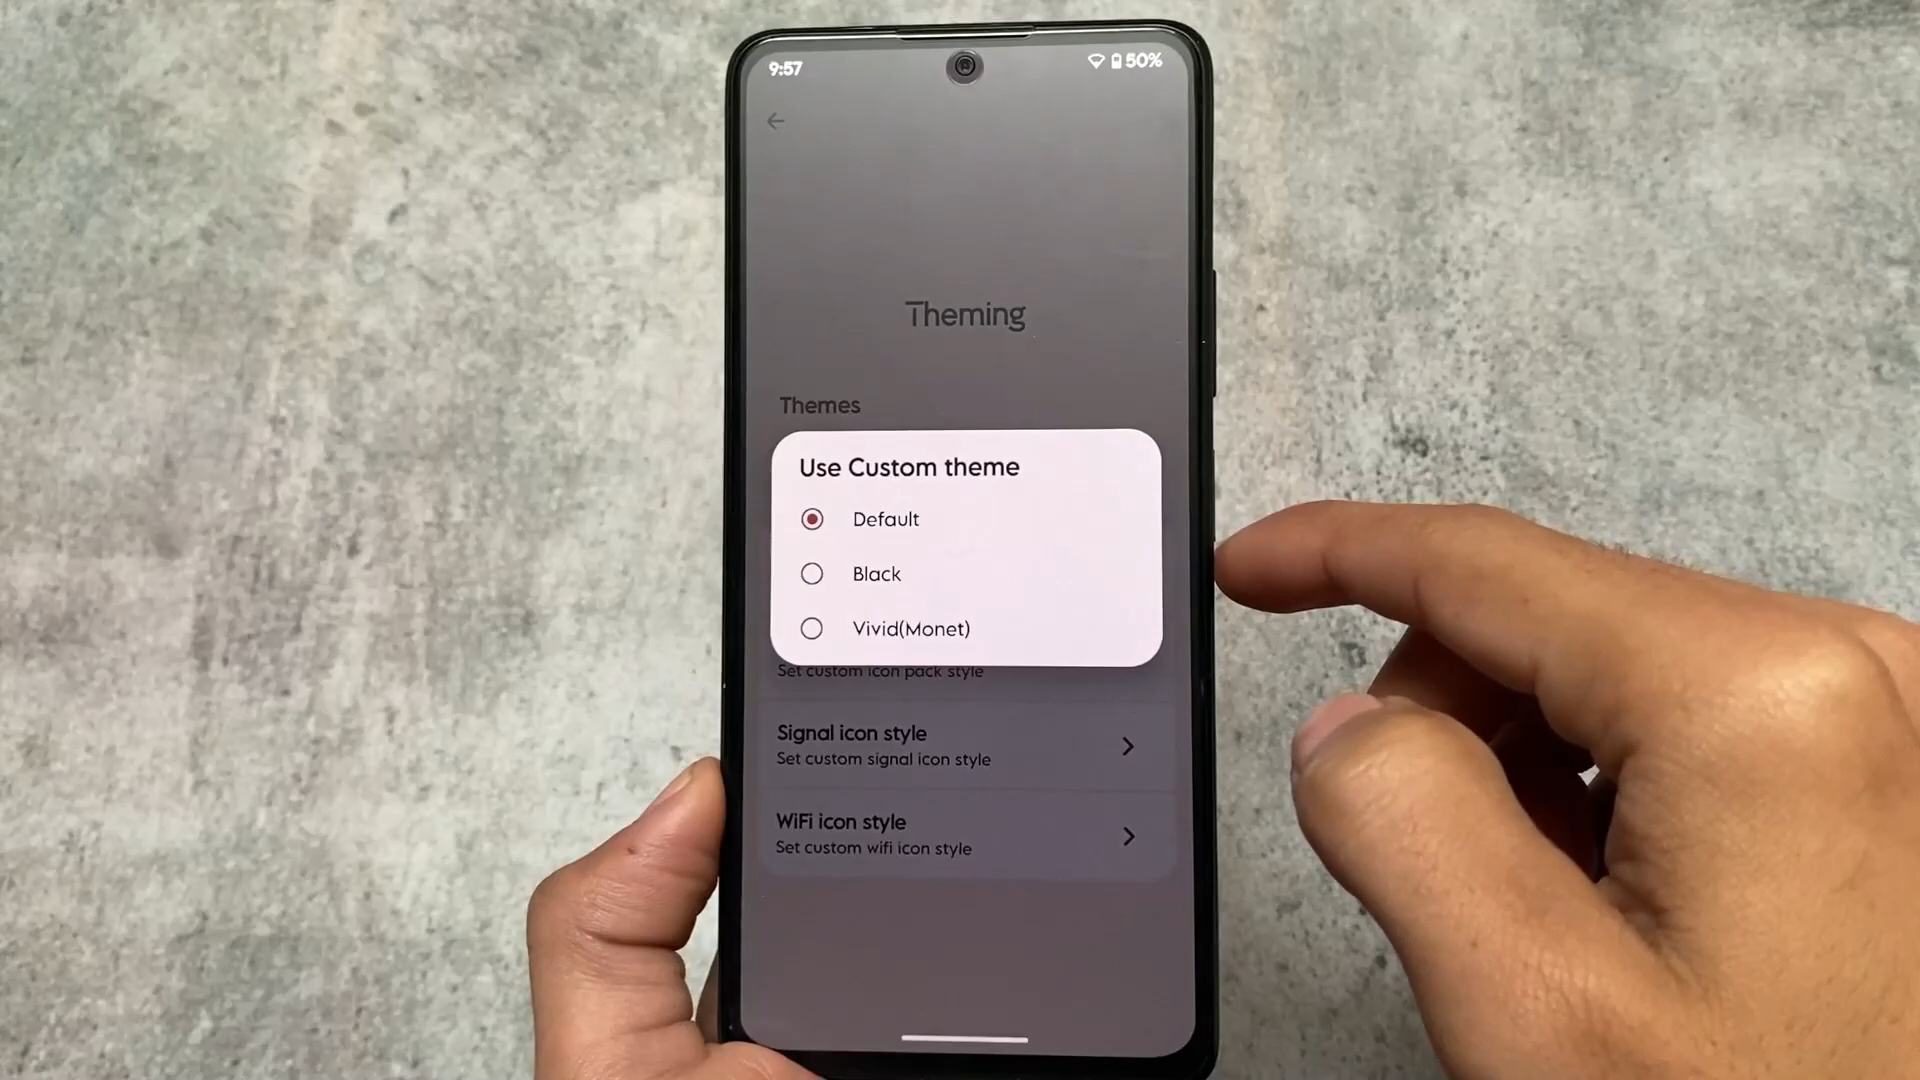 9:57
50%
Theming
Themes
Use Custom theme
Default
Black
Vivid(Monet)
Set custom icon pack style
Signal icon style
Set custom signal icon style
WiFi icon style
Set custom wifi icon style